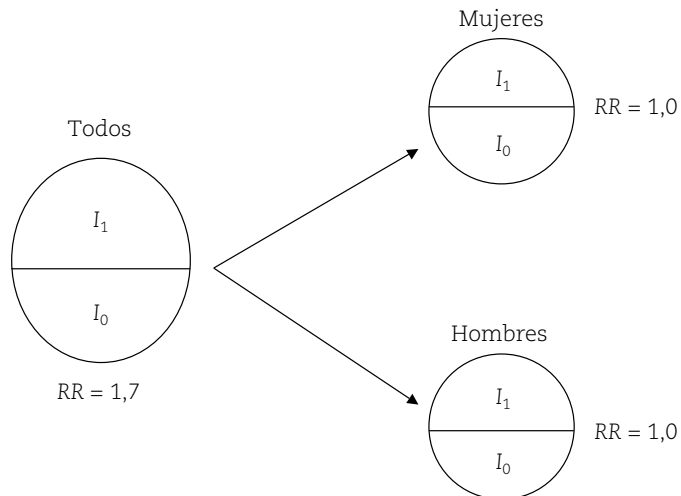 Todos
I₁
I₀
RR = 1,7
Mujeres
I₁
I₀
RR = 1,0
Hombres
I₁
I₀
RR = 1,0